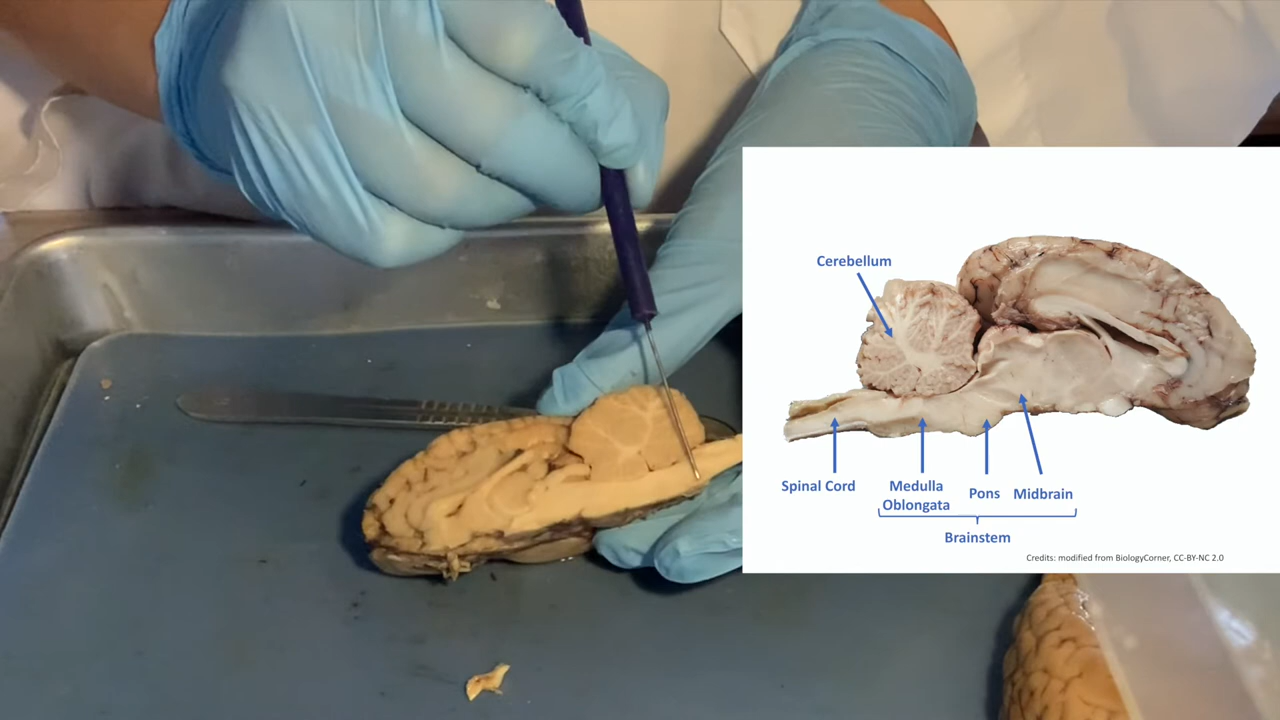 Cerebellum
Spinal Cord
Medulla
Oblongata
Pons
Midbrain
Brainstem
Credits: modified from BiologyCorner, CC-BY-NC 2.0